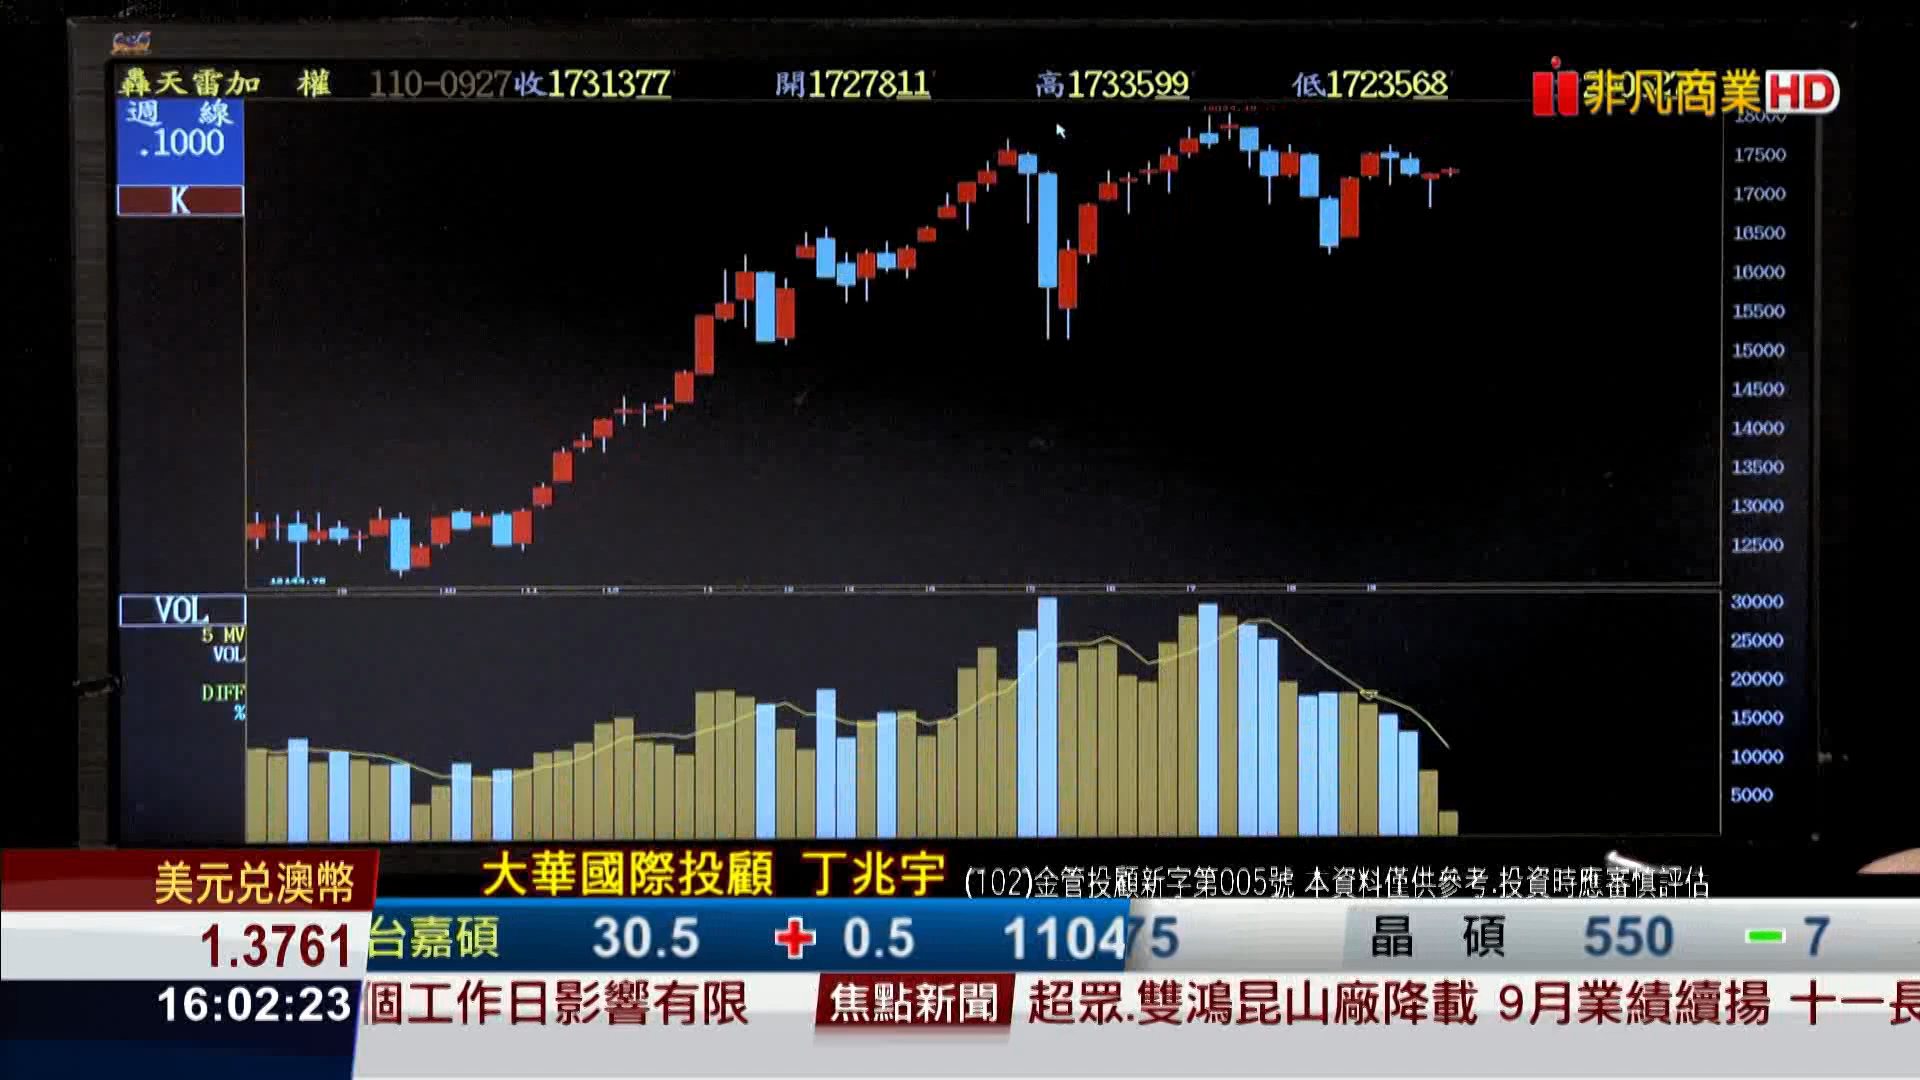 轟天雷加 權 110-0927收1731377 開1727811 高1733599 低1723568
非凡商業HD
週 線
.1000
K
18000
17500
17000
16500
16000
15500
15000
14500
14000
13500
13000
12500
VOL
5 MV
VOL
DIFF
%
30000
25000
20000
15000
10000
5000
大華國際投顧 丁兆宇 (102)金管投顧新字第005號 本資料僅供參考.投資時應審慎評估
美元兑澳幣
1.3761
台嘉碩 30.5 + 0.5 1104 75 晶 碩 550 - 7
16:02:23
個工作日影響有限 焦點新聞 超眾.雙鴻昆山廠降載 9月業績續揚 十一長